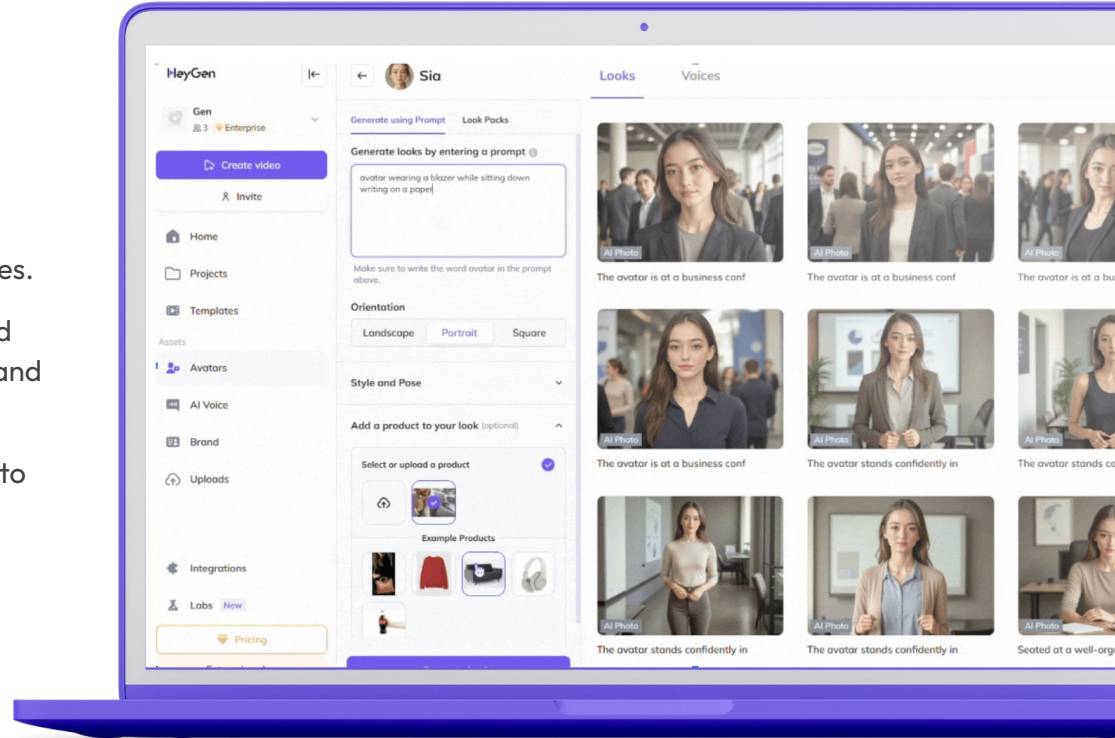 es.
d
and
to
HeyGen
Gen
3 Enterprise
Create video
Invite
Home
Projects
Templates
Assets
Avatars
AI Voice
Brand
Uploads
Integrations
Labs New
Pricing
Sia
Generate using Prompt Look Packs
Generate looks by entering a prompt
avatar wearing a blazer while sitting down
writing on a paper
Make sure to write the word avatar in the prompt
above.
Orientation
Landscape Portrait Square
Style and Pose
Add a product to your look (optional)
Select or upload a product
Example Products
Looks Voices
AI Photo AI Photo AI Photo
The avatar is at a business conf The avatar is at a business conf The avatar is at a bu
AI Photo AI Photo AI Photo
The avatar is at a business conf The avatar stands confidently in The avatar stands co
AI Photo AI Photo AI Photo
The avatar stands confidently in The avatar stands confidently in Seated at a well-orga